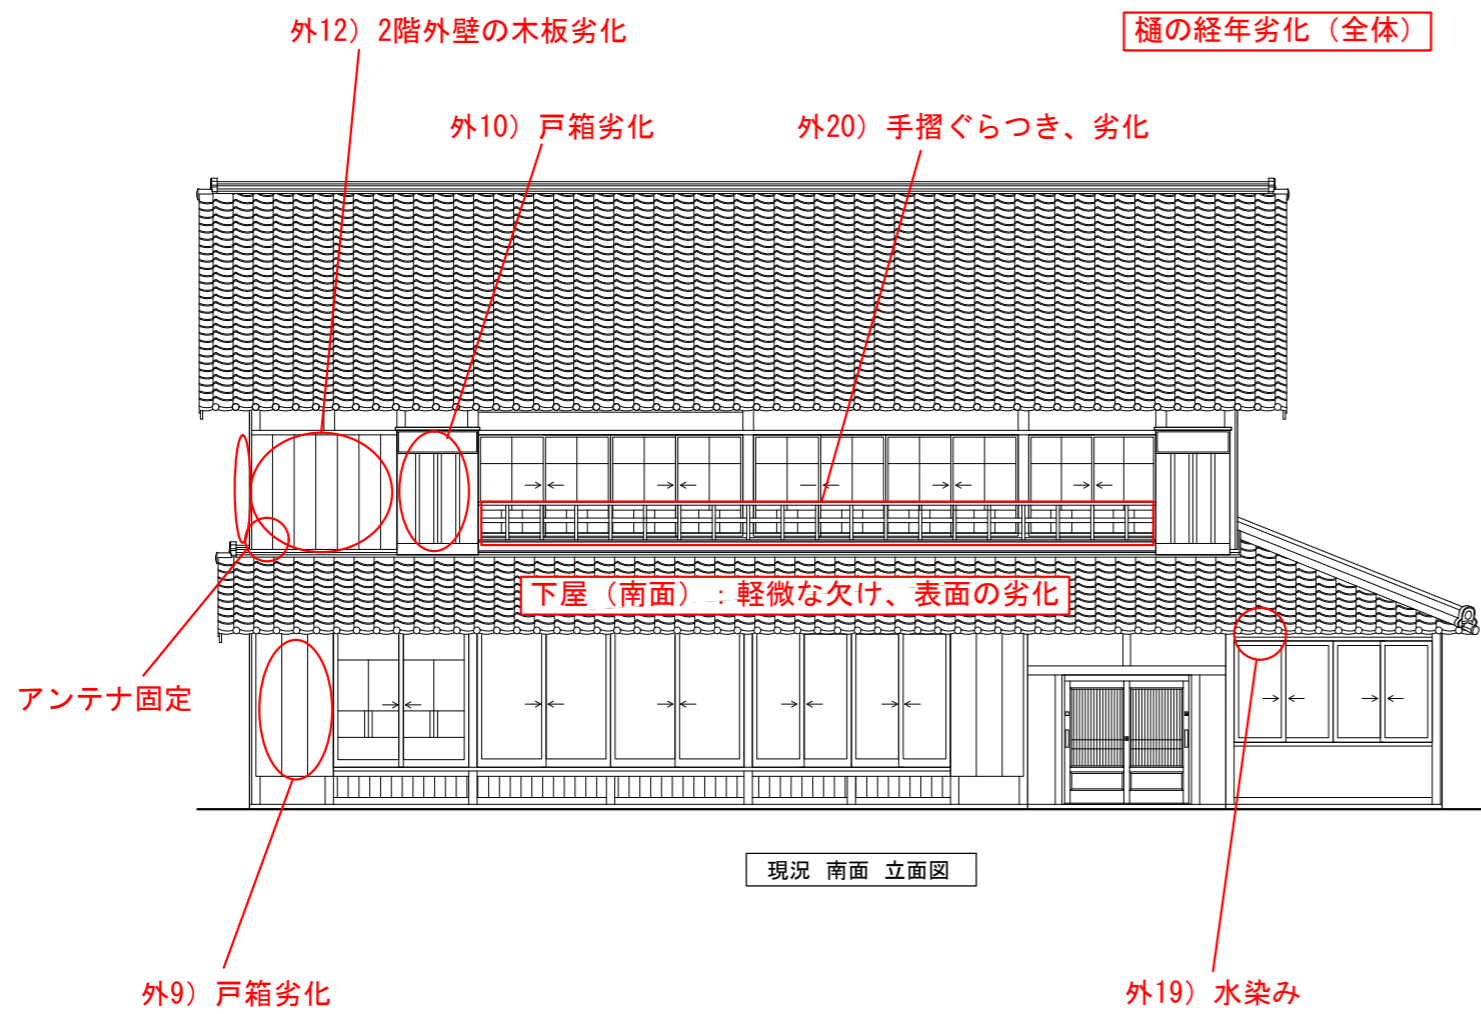 外12) 2階外壁の木板劣化
樋の経年劣化（全体）
外10) 戸箱劣化
外20) 手摺ぐらつき、劣化
下屋（南面）：軽微な欠け、表面の劣化
アンテナ固定
現況 南面 立面図
外9) 戸箱劣化
外19) 水染み